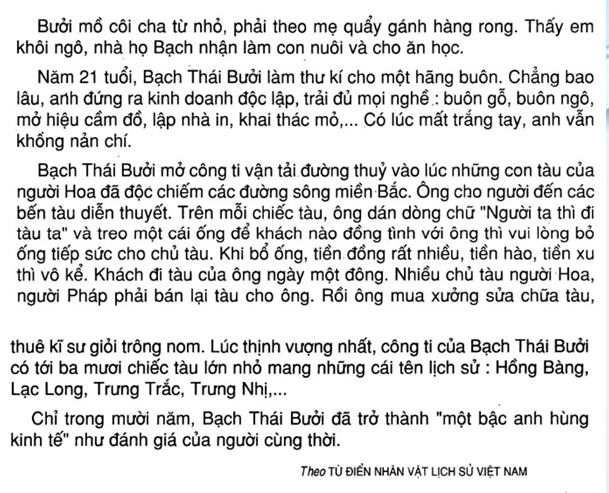 Bưởi mồ côi cha từ nhỏ, phải theo mẹ quẩy gánh hàng rong. Thấy em
khôi ngô, nhà họ Bạch nhận làm con nuôi và cho ăn học.
Năm 21 tuổi, Bạch Thái Bưởi làm thư kí cho một hãng buôn. Chẳng bao
lâu, anh đứng ra kinh doanh độc lập, trải đủ mọi nghề : buôn gỗ, buôn ngô,
mở hiệu cầm đồ, lập nhà in, khai thác mỏ,... Có lúc mất trắng tay, anh vẫn
không nản chí.
Bạch Thái Bưởi mở công ti vận tải đường thuỷ vào lúc những con tàu của
người Hoa đã độc chiếm các đường sông miền Bắc. Ông cho người đến các
bến tàu diễn thuyết. Trên mỗi chiếc tàu, ông dán dòng chữ "Người ta thì đi
tàu ta" và treo một cái ống để khách nào đồng tình với ông thì vui lòng bỏ
ống tiếp sức cho chủ tàu. Khi bổ ống, tiền đồng rất nhiều, tiền hào, tiền xu
thì vô kể. Khách đi tàu của ông ngày một đông. Nhiều chủ tàu người Hoa,
người Pháp phải bán lại tàu cho ông. Rồi ông mua xưởng sửa chữa tàu,
thuê kĩ sư giỏi trông nom. Lúc thịnh vượng nhất, công ti của Bạch Thái Bưởi
có tới ba mươi chiếc tàu lớn nhỏ mang những cái tên lịch sử : Hồng Bàng,
Lạc Long, Trưng Trắc, Trưng Nhị,...
Chỉ trong mười năm, Bạch Thái Bưởi đã trở thành "một bậc anh hùng
kinh tế" như đánh giá của người cùng thời.
Theo TỪ ĐIỂN NHÂN VẬT LỊCH SỬ VIỆT NAM